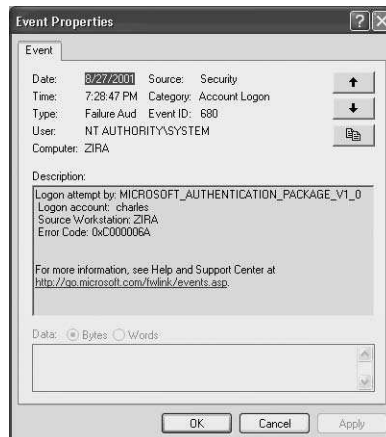 Event Properties
Event
Date: 8/27/2001 Source: Security
Time: 7:28:47 PM Category: Account Logon
Type: Failure Aud Event ID: 680
User: NT AUTHORITY\SYSTEM
Computer: ZIRA
Description:
Logon attempt by: MICROSOFT_AUTHENTICATION_PACKAGE_V1_0
Logon account: charles
Source Workstation: ZIRA
Error Code: 0xC000006A
For more information, see Help and Support Center at
http://go.microsoft.com/fwlink/events.asp.
Data: Bytes Words
OK Cancel Apply